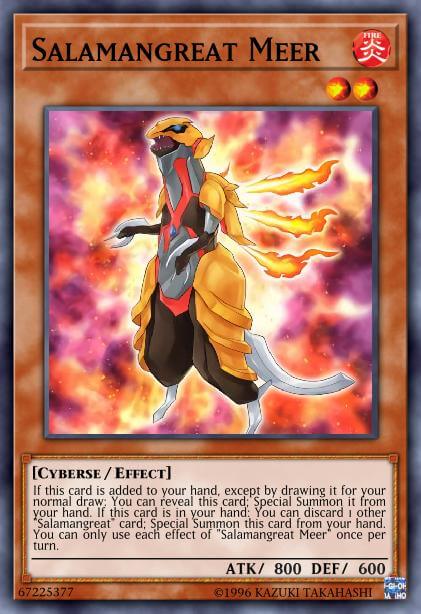 SALAMANGREAT MEER
FIRE
炎
[CYBERSE / EFFECT]
If this card is added to your hand, except by drawing it for your
normal draw: You can reveal this card; Special Summon it from
your hand. If this card is in your hand: You can discard 1 other
"Salamangreat" card; Special Summon this card from your hand.
You can only use each effect of "Salamangreat Meer" once per
turn.
ATK/ 800 DEF/ 600
67225377
©1996 KAZUKI TAKAHASHI